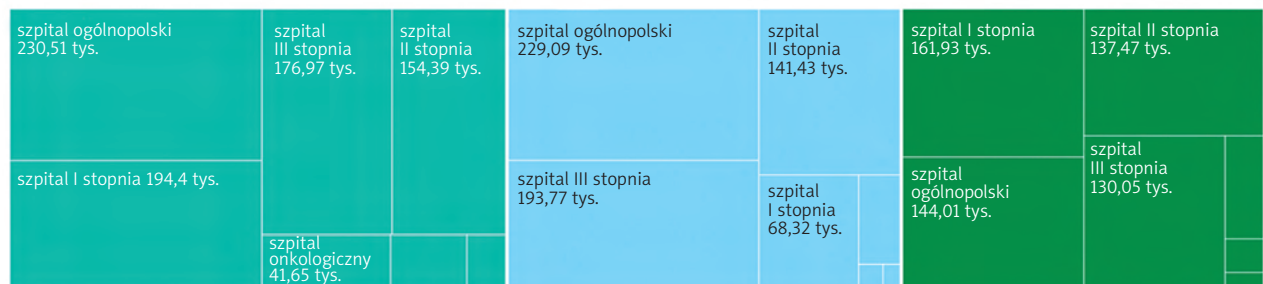 szpital ogólnopolski
230,51 tys.
szpital I stopnia 194,4 tys.
szpital
III stopnia
176,97 tys.
szpital
II stopnia
154,39 tys.
szpital
onkologiczny
41,65 tys.
szpital ogólnopolski
229,09 tys.
szpital III stopnia
193,77 tys.
szpital
II stopnia
141,43 tys.
szpital
I stopnia
68,32 tys.
szpital I stopnia
161,93 tys.
szpital
ogólnopolski
144,01 tys.
szpital II stopnia
137,47 tys.
szpital
III stopnia
130,05 tys.